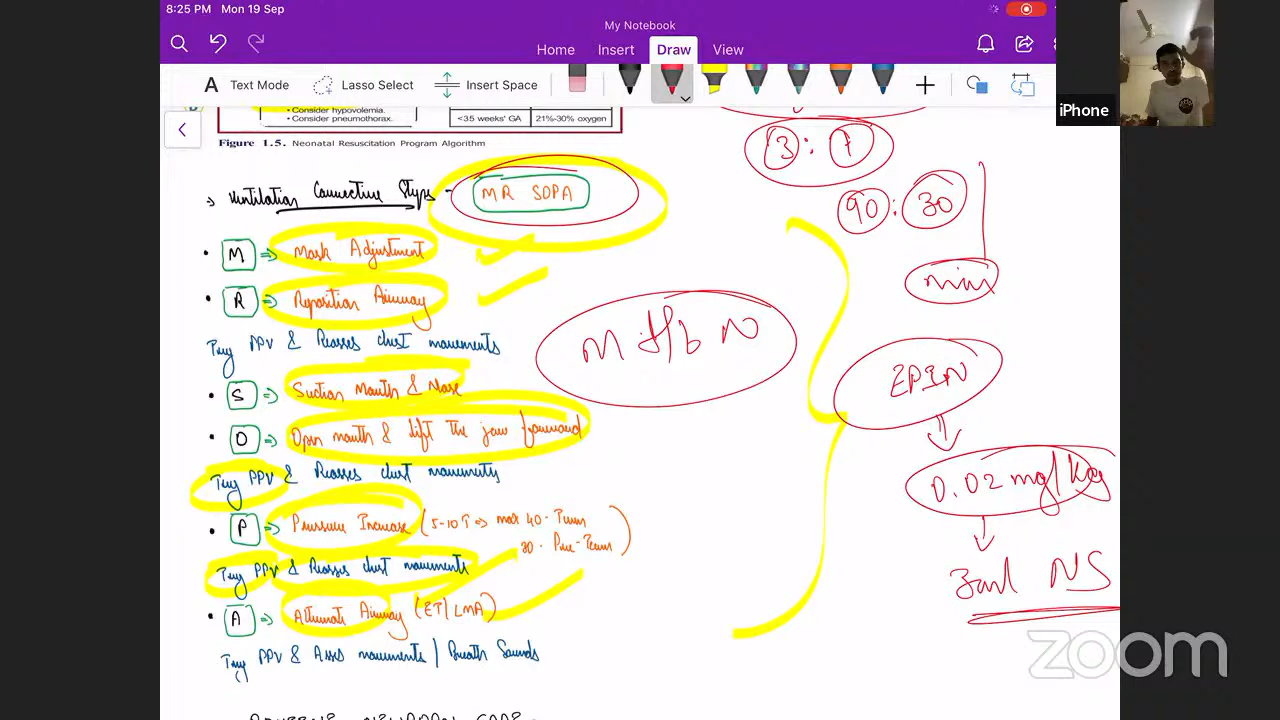 8:25 PM Mon 19 Sep
My Notebook
Home Insert Draw View
Text Mode Lasso Select Insert Space
iPhone
• Consider hypovolemia.
• Consider pneumothorax.
<35 weeks' GA 21%-30% oxygen
Figure 1.5. Neonatal Resuscitation Program Algorithm
3 : 1
90 : 30
min
Ventilation Corrective Steps - MR SOPA
• M ⇒ Mask Adjustment
• R ⇒ Reposition Airway
Try PPV & Reasses chest movements
• S ⇒ Suction Mouth & Nose
• O ⇒ Open mouth & lift the jaw forward
Try PPV & Reasses chest movements
• P ⇒ Pressure Increase (5-10↑ ⇒ max 40 - Term
30 - Pre-Term)
Try PPV & Reasses chest movements
• A ⇒ Alternate Airway (ET/LMA)
Try PPV & Asses movements / Breath Sounds
EPIN
0.02 mg/kg
3ml NS
zoom